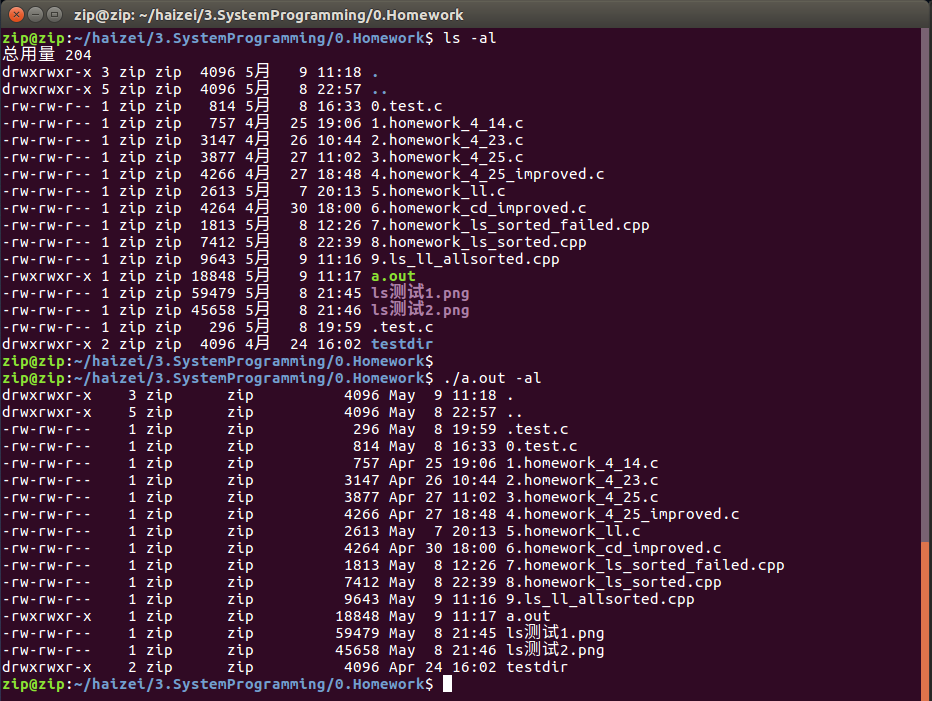 zip@zip: ~/haizei/3.SystemProgramming/0.Homework
zip@zip:~/haizei/3.SystemProgramming/0.Homework$ ls -al
总用量 204
drwxrwxr-x 3 zip zip  4096 5月   9 11:18 .
drwxrwxr-x 5 zip zip  4096 5月   8 22:57 ..
-rw-rw-r-- 1 zip zip   814 5月   8 16:33 0.test.c
-rw-rw-r-- 1 zip zip   757 4月  25 19:06 1.homework_4_14.c
-rw-rw-r-- 1 zip zip  3147 4月  26 10:44 2.homework_4_23.c
-rw-rw-r-- 1 zip zip  3877 4月  27 11:02 3.homework_4_25.c
-rw-rw-r-- 1 zip zip  4266 4月  27 18:48 4.homework_4_25_improved.c
-rw-rw-r-- 1 zip zip  2613 5月   7 20:13 5.homework_ll.c
-rw-rw-r-- 1 zip zip  4264 4月  30 18:00 6.homework_cd_improved.c
-rw-rw-r-- 1 zip zip  1813 5月   8 12:26 7.homework_ls_sorted_failed.cpp
-rw-rw-r-- 1 zip zip  7412 5月   8 22:39 8.homework_ls_sorted.cpp
-rw-rw-r-- 1 zip zip  9643 5月   9 11:16 9.ls_ll_allsorted.cpp
-rwxrwxr-x 1 zip zip 18848 5月   9 11:17 a.out
-rw-rw-r-- 1 zip zip 59479 5月   8 21:45 ls测试1.png
-rw-rw-r-- 1 zip zip 45658 5月   8 21:46 ls测试2.png
-rw-rw-r-- 1 zip zip   296 5月   8 19:59 .test.c
drwxrwxr-x 2 zip zip  4096 4月  24 16:02 testdir
zip@zip:~/haizei/3.SystemProgramming/0.Homework$
zip@zip:~/haizei/3.SystemProgramming/0.Homework$ ./a.out -al
drwxrwxr-x    3 zip      zip          4096 May  9 11:18 .
drwxrwxr-x    5 zip      zip          4096 May  8 22:57 ..
-rw-rw-r--    1 zip      zip           296 May  8 19:59 .test.c
-rw-rw-r--    1 zip      zip           814 May  8 16:33 0.test.c
-rw-rw-r--    1 zip      zip           757 Apr 25 19:06 1.homework_4_14.c
-rw-rw-r--    1 zip      zip          3147 Apr 26 10:44 2.homework_4_23.c
-rw-rw-r--    1 zip      zip          3877 Apr 27 11:02 3.homework_4_25.c
-rw-rw-r--    1 zip      zip          4266 Apr 27 18:48 4.homework_4_25_improved.c
-rw-rw-r--    1 zip      zip          2613 May  7 20:13 5.homework_ll.c
-rw-rw-r--    1 zip      zip          4264 Apr 30 18:00 6.homework_cd_improved.c
-rw-rw-r--    1 zip      zip          1813 May  8 12:26 7.homework_ls_sorted_failed.cpp
-rw-rw-r--    1 zip      zip          7412 May  8 22:39 8.homework_ls_sorted.cpp
-rw-rw-r--    1 zip      zip          9643 May  9 11:16 9.ls_ll_allsorted.cpp
-rwxrwxr-x    1 zip      zip         18848 May  9 11:17 a.out
-rw-rw-r--    1 zip      zip         59479 May  8 21:45 ls测试1.png
-rw-rw-r--    1 zip      zip         45658 May  8 21:46 ls测试2.png
drwxrwxr-x    2 zip      zip          4096 Apr 24 16:02 testdir
zip@zip:~/haizei/3.SystemProgramming/0.Homework$